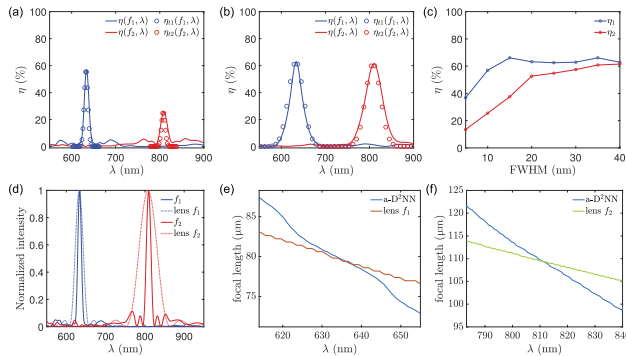 (a)
η(f₁, λ) ηt1(f₁, λ)
η(f₂, λ) ηt2(f₂, λ)
η (%)
100
80
60
40
20
0
600 700 800 900
λ (nm)
(b)
η(f₁, λ) ηt1(f₁, λ)
η(f₂, λ) ηt2(f₂, λ)
η (%)
100
80
60
40
20
0
600 700 800 900
λ (nm)
(c)
η₁
η₂
η (%)
100
80
60
40
20
0
10 20 30 40
FWHM (nm)
(d)
f₁
lens f₁
f₂
lens f₂
Normalized intensity
1
0.8
0.6
0.4
0.2
0
600 700 800 900
λ (nm)
(e)
a-D²NN
lens f₁
focal length (μm)
85
80
75
620 630 640 650
λ (nm)
(f)
a-D²NN
lens f₂
focal length (μm)
125
120
115
110
105
100
95
790 800 810 820 830 840
λ (nm)